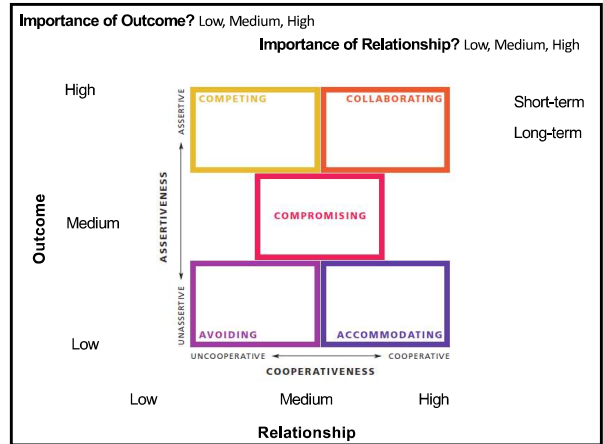 Importance of Outcome? Low, Medium, High
Importance of Relationship? Low, Medium, High
High
COMPETING
COLLABORATING
Short-term
Long-term
ASSERTIVE
ASSERTIVENESS
UNASSERTIVE
Outcome
Medium
COMPROMISING
Low
AVOIDING
ACCOMMODATING
UNCOOPERATIVE
COOPERATIVE
COOPERATIVENESS
Low Medium High
Relationship